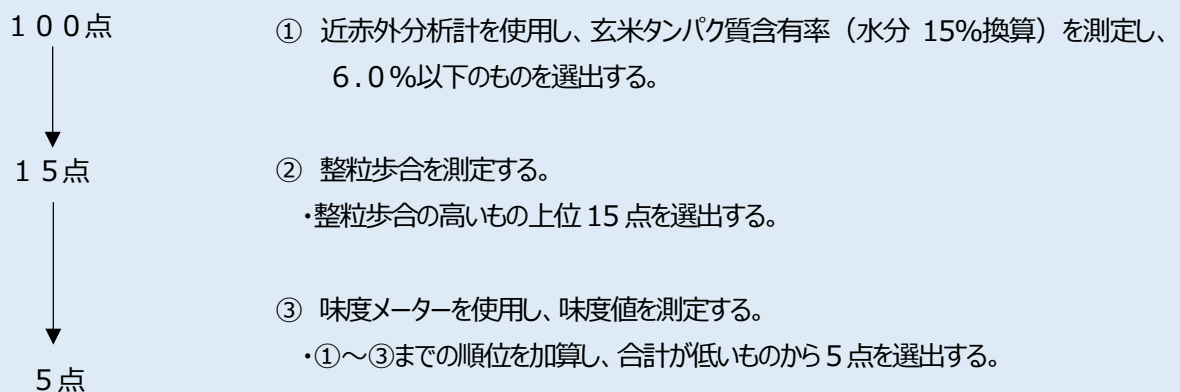 １００点
① 近赤外分析計を使用し、玄米タンパク質含有率（水分 15％換算）を測定し、
６．０％以下のものを選出する。
１５点
② 整粒歩合を測定する。
・整粒歩合の高いもの上位 15 点を選出する。
③ 味度メーターを使用し、味度値を測定する。
・①～③までの順位を加算し、合計が低いものから５点を選出する。
５点